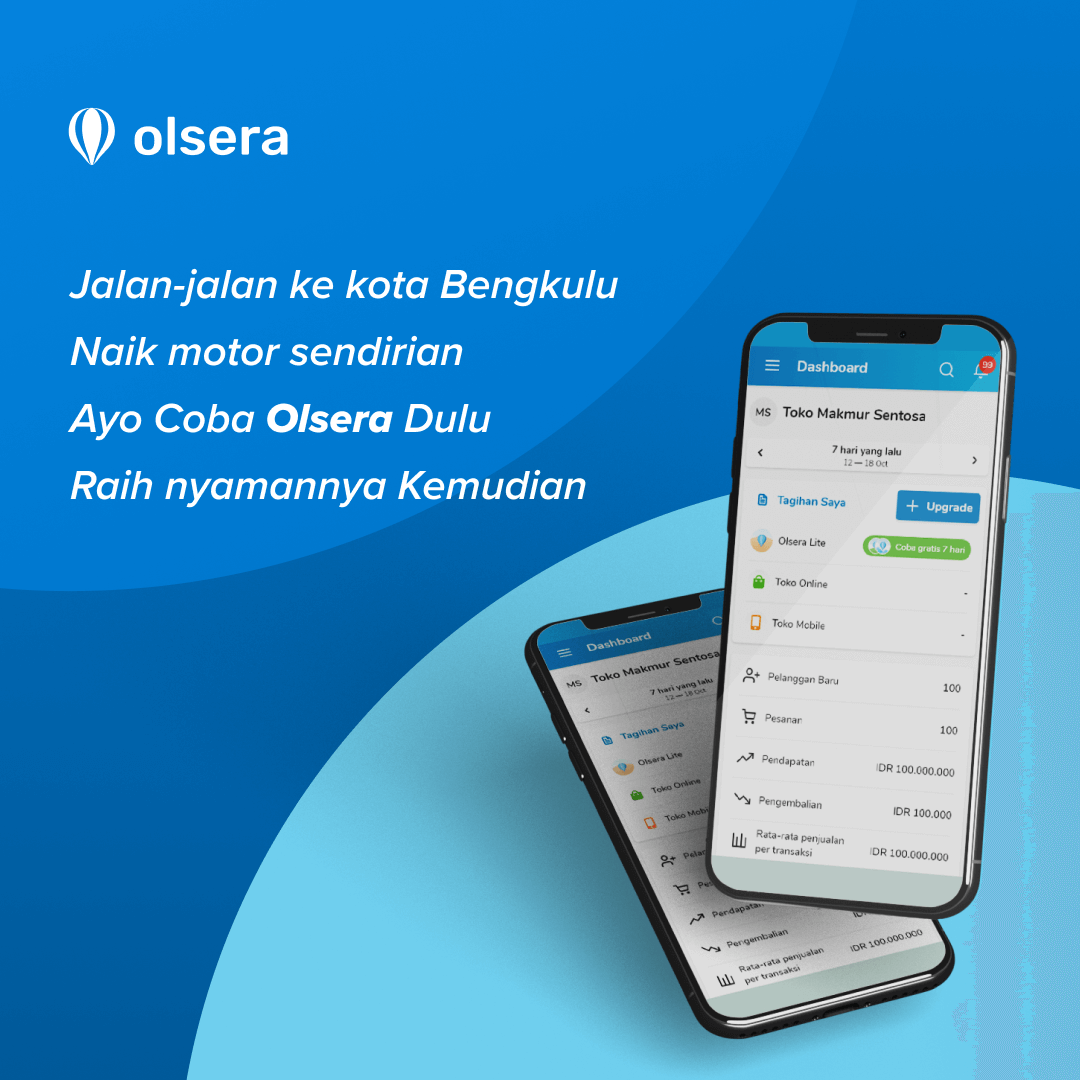 olsera
Jalan-jalan ke kota Bengkulu
Naik motor sendirian
Ayo Coba Olsera Dulu
Raih nyamannya Kemudian
Dashboard
99
MS Toko Makmur Sentosa
7 hari yang lalu
12 — 18 Oct
Tagihan Saya
+ Upgrade
Olsera Lite
Coba gratis 7 hari
Toko Online -
Toko Mobile -
Pelanggan Baru 100
Pesanan 100
Pendapatan IDR 100.000.000
Pengembalian IDR 100.000
Rata-rata penjualan
per transaksi IDR 100.000.000
Dashboard
MS Toko Makmur Sentosa
7 hari yang lalu
12 — 18 Oct
Tagihan Saya
Olsera Lite
Toko Online
Toko Mobi
Pendapatan
Pengembalian
Rata-rata penjualan
per transaksi IDR 100.000.000